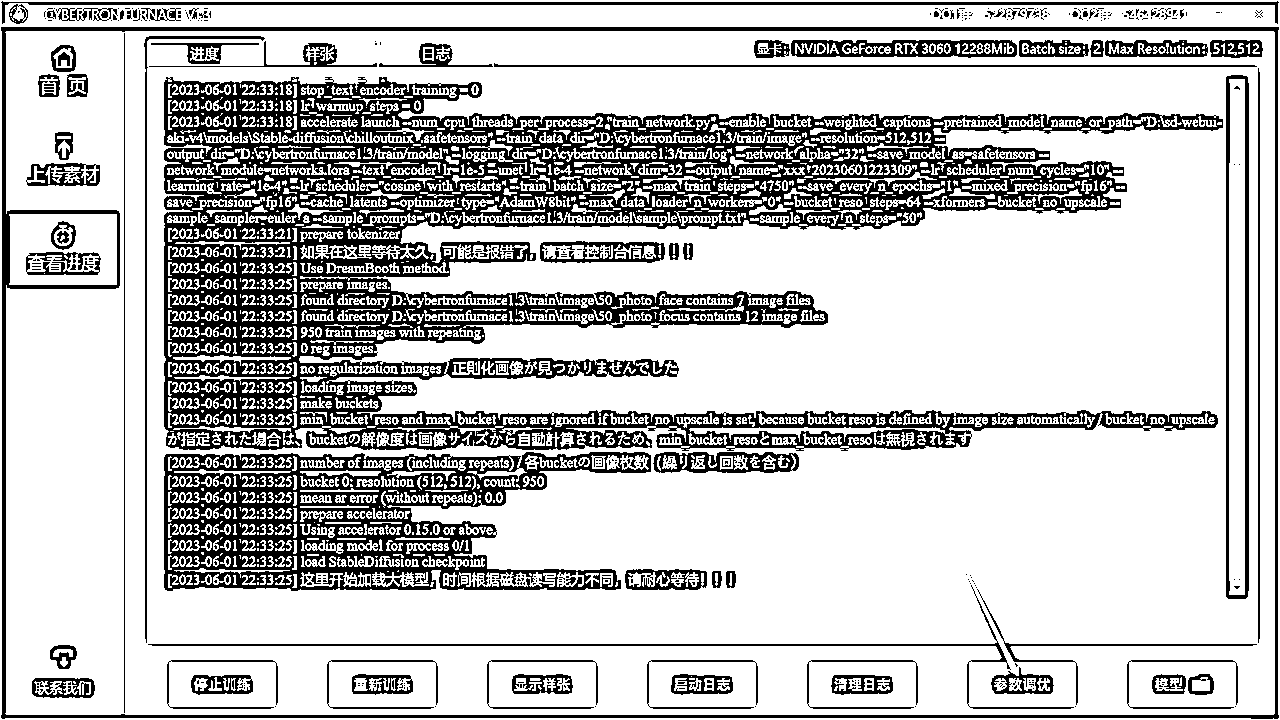 CYBERTRON FURNACE V1.3
首 页
上传素材
查看进度
联系我们
进度
样张
日志
显卡: NVIDIA GeForce RTX 3060 12288Mib Batch size: 2 Max Resolution: 512,512
[2023-06-01 22:33:18] stop_text_encoder_training = 0
[2023-06-01 22:33:18] lr_warmup_steps = 0
[2023-06-01 22:33:18] accelerate launch --num_cpu_threads_per_process=2 "train_network.py" --enable_bucket --weighted_captions --pretrained_model_name_or_path="D:\sd-webui-
aki-v4\models\Stable-diffusion\chilloutmix_.safetensors" --train_data_dir="D:\cybertronfurnace1.3/train/image" --resolution=512,512 --
output_dir="D:\cybertronfurnace1.3/train/model" --logging_dir="D:\cybertronfurnace1.3/train/log" --network_alpha="32" --save_model_as=safetensors --
network_module=networks.lora --text_encoder_lr=1e-5 --unet_lr=1e-4 --network_dim=32 --output_name="xxx_20230601223309" --lr_scheduler_num_cycles="10" --
learning_rate="1e-4" --lr_scheduler="cosine_with_restarts" --train_batch_size="2" --max_train_steps="4750" --save_every_n_epochs="1" --mixed_precision="fp16" --
save_precision="fp16" --cache_latents --optimizer_type="AdamW8bit" --max_data_loader_n_workers="0" --bucket_reso_steps=64 --xformers --bucket_no_upscale --
sample_sampler=euler_a --sample_prompts="D:\cybertronfurnace1.3/train/model\sample\prompt.txt" --sample_every_n_steps="50"
[2023-06-01 22:33:21] prepare tokenizer
[2023-06-01 22:33:21] 如果在这里等待太久，可能是报错了，请查看控制台信息！！！
[2023-06-01 22:33:25] Use DreamBooth method.
[2023-06-01 22:33:25] prepare images.
[2023-06-01 22:33:25] found directory D:\cybertronfurnace1.3\train\image\50_photo_face contains 7 image files
[2023-06-01 22:33:25] found directory D:\cybertronfurnace1.3\train\image\50_photo_focus contains 12 image files
[2023-06-01 22:33:25] 950 train images with repeating.
[2023-06-01 22:33:25] 0 reg images.
[2023-06-01 22:33:25] no regularization images / 正則化画像が見つかりませんでした
[2023-06-01 22:33:25] loading image sizes.
[2023-06-01 22:33:25] make buckets
[2023-06-01 22:33:25] min_bucket_reso and max_bucket_reso are ignored if bucket_no_upscale is set, because bucket reso is defined by image size automatically / bucket_no_upscale
が指定された場合は、bucketの解像度は画像サイズから自動計算されるため、min_bucket_resoとmax_bucket_resoは無視されます
[2023-06-01 22:33:25] number of images (including repeats) / 各bucketの画像枚数（繰り返し回数を含む）
[2023-06-01 22:33:25] bucket 0: resolution (512, 512), count: 950
[2023-06-01 22:33:25] mean ar error (without repeats): 0.0
[2023-06-01 22:33:25] prepare accelerator
[2023-06-01 22:33:25] Using accelerator 0.15.0 or above.
[2023-06-01 22:33:25] loading model for process 0/1
[2023-06-01 22:33:25] load StableDiffusion checkpoint
[2023-06-01 22:33:25] 这里开始加载大模型，时间根据磁盘读写能力不同，请耐心等待！！！
停止训练
重新训练
显示样张
启动日志
清理日志
参数调优
模型